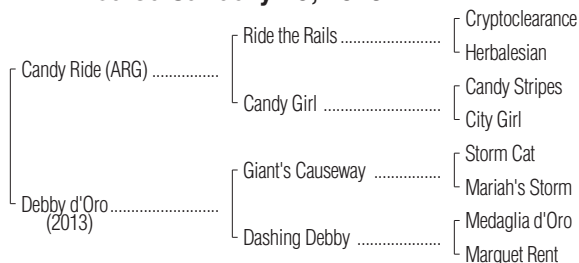 Cryptoclearance
Ride the Rails
Herbalesian
Candy Ride (ARG)
Candy Stripes
Candy Girl
City Girl
Storm Cat
Giant's Causeway
Mariah's Storm
Debby d'Oro
(2013)
Medaglia d'Oro
Dashing Debby
Marquet Rent